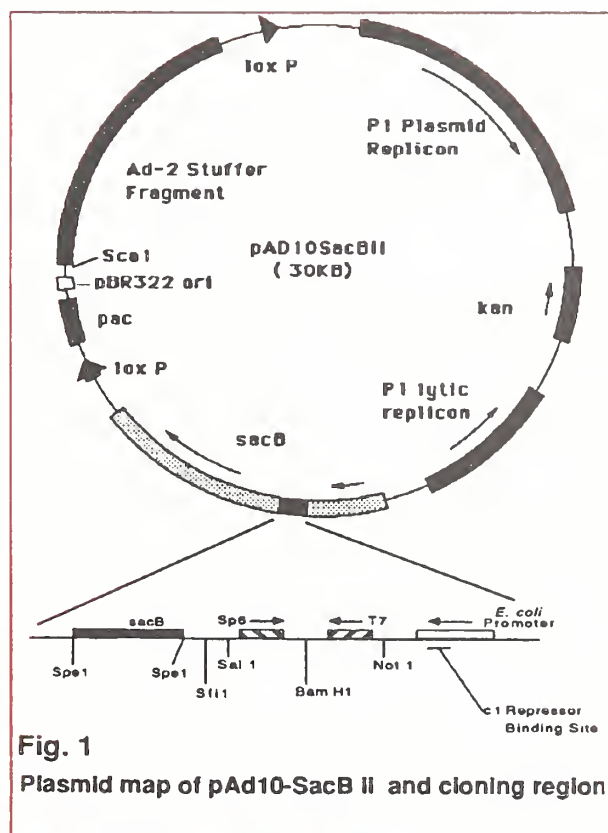 lox P
P1 Plasmid
Replicon
Ad-2 Stuffer
Fragment
Sca1
pBR322 ori
pac
lox P
pAD10SacBII
(30KB)
kan
P1 lytic
replicon
sacB
sacB
Sp6
T7
E. coli
Promoter
Spe1
Spe1
Sfi1
Sal 1
Bam H1
Not 1
c1 Repressor
Binding Site
Fig. 1
Plasmid map of pAd10-SacB II and cloning region